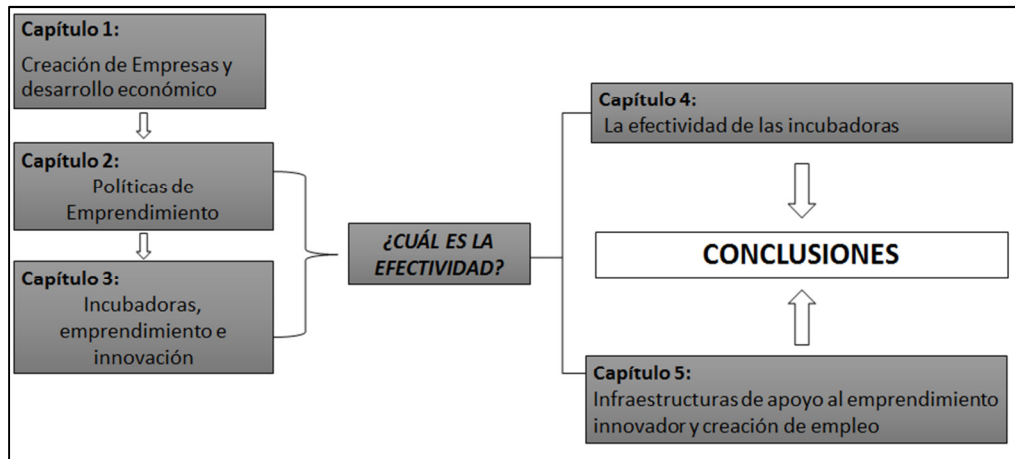 Capítulo 1:
Creación de Empresas y
desarrollo económico
Capítulo 2:
Políticas de
Emprendimiento
Capítulo 3:
Incubadoras,
emprendimiento e
innovación
¿CUÁL ES LA
EFECTIVIDAD?
Capítulo 4:
La efectividad de las incubadoras
CONCLUSIONES
Capítulo 5:
Infraestructuras de apoyo al emprendimiento
innovador y creación de empleo